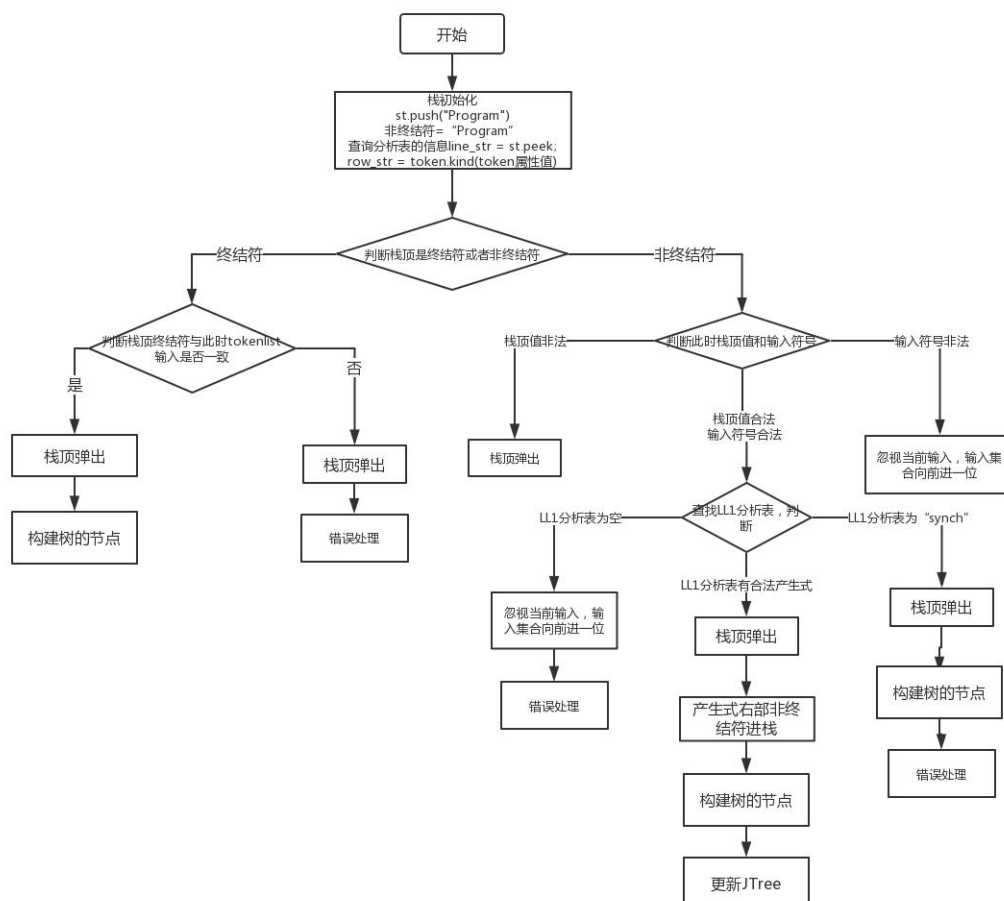 开始
栈初始化
st.push("Program")
非终结符=“Program”
查询分析表的信息line_str = st.peek;
row_str = token.kind(token属性值)
终结符
判断栈顶是终结符或者非终结符
非终结符
判断栈顶终结符与此时tokenlist
输入是否一致
栈顶值非法
判断此时栈顶值和输入符号
输入符号非法
是
否
栈顶值合法
输入符号合法
栈顶弹出
栈顶弹出
栈顶弹出
忽视当前输入，输入集
合向前进一位
构建树的节点
错误处理
LL1分析表为空
查找LL1分析表，判
断
LL1分析表为“synch”
LL1分析表有合法产生式
忽视当前输入，输
入集合向前进一位
栈顶弹出
栈顶弹出
错误处理
产生式右部非终
结符进栈
构建树的节点
构建树的节点
错误处理
更新JTree